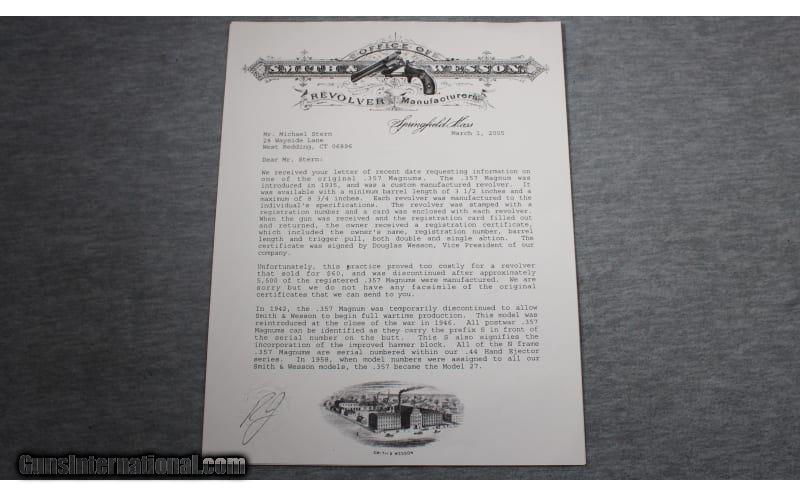 OFFICE OF
SMITH & WESSON
REVOLVER Manufacturers
Springfield, Mass
Mr. Michael Stern
March 1, 2005
28 Wayside Lane
West Redding, CT 06896
Dear Mr. Stern:
We received your letter of recent date requesting information on
one of the original .357 Magnums. The .357 Magnum was
introduced in 1935, and was a custom manufactured revolver. It
was available with a minimum barrel length of 3 1/2 inches and a
maximum of 8 3/4 inches. Each revolver was manufactured to the
individual's specifications. The revolver was stamped with a
registration number and a card was enclosed with each revolver.
When the gun was received and the registration card filled out
and returned, the owner received a registration certificate,
which included the owner's name, registration number, barrel
length and trigger pull, both double and single action. The
certificate was signed by Douglas Wesson, Vice President of our
company.
Unfortunately, this practice proved too costly for a revolver
that sold for $60, and was discontinued after approximately
5,500 of the registered .357 Magnums were manufactured. We are
sorry but we do not have any facsimile of the original
certificates that we can send to you.
In 1942, the .357 Magnum was temporarily discontinued to allow
Smith & Wesson to begin full wartime production. This model was
reintroduced at the close of the war in 1946. All postwar .357
Magnums can be identified as they carry the prefix S in front of
the serial number on the butt. This S also signifies the
incorporation of the improved hammer block. All of the N frame
.357 Magnums are serial numbered within our .44 Hand Ejector
series. In 1958, when model numbers were assigned to all our
Smith & Wesson models, the .357 became the Model 27.
SMITH & WESSON
GunsInternational.com